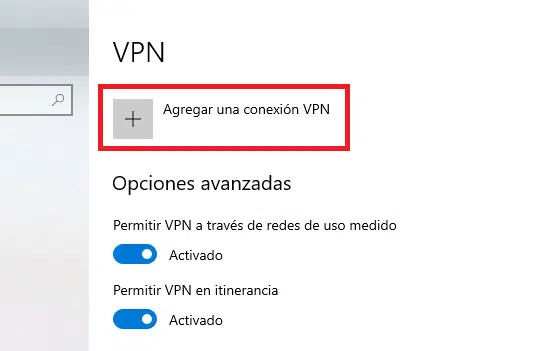 VPN
Agregar una conexión VPN
Opciones avanzadas
Permitir VPN a través de redes de uso medido
Activado
Permitir VPN en itinerancia
Activado